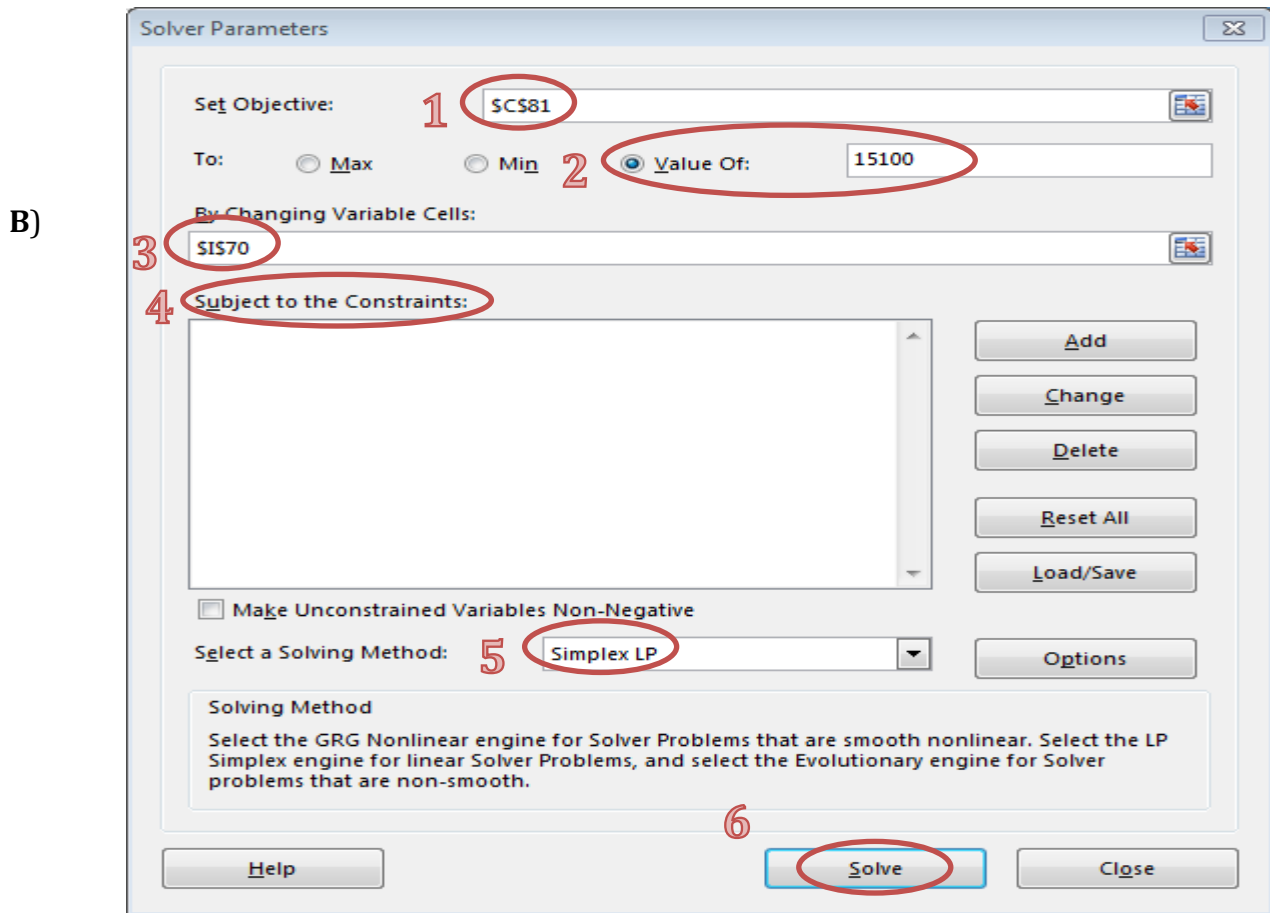 Solver Parameters
Set Objective: 1 $C$81
To: Max Min 2 Value Of: 15100
B) By Changing Variable Cells:
3 $I$70
4 Subject to the Constraints:
Add
Change
Delete
Reset All
Load/Save
Make Unconstrained Variables Non-Negative
Select a Solving Method: 5 Simplex LP Options
Solving Method
Select the GRG Nonlinear engine for Solver Problems that are smooth nonlinear. Select the LP
Simplex engine for linear Solver Problems, and select the Evolutionary engine for Solver
problems that are non-smooth.
6
Help Solve Close